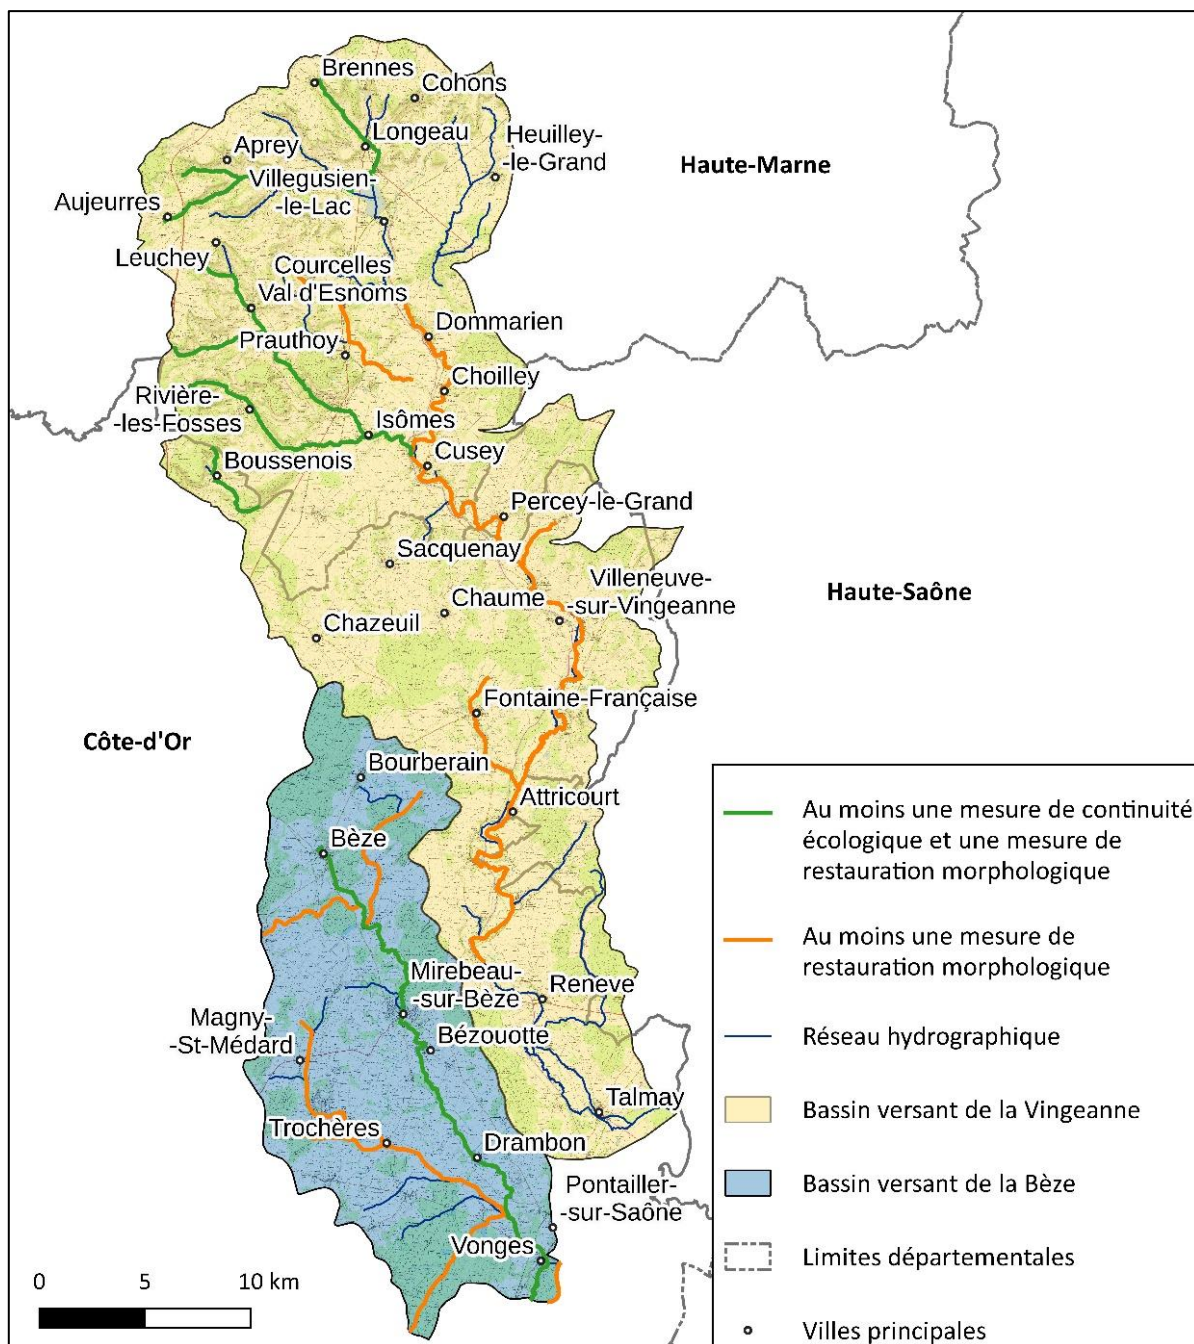 Brennes
Cohons
Longeau
Heuilley-
-le-Grand
Aprey
Villegusien-
-le-Lac
Aujeurres
Haute-Marne
Leuchey
Courcelles
Val d'Esnoms
Dommarien
Prauthoy
Choilley
Rivière-
-les-Fosses
Isômes
Cusey
Boussenois
Percey-le-Grand
Sacquenay
Villeneuve-
-sur-Vingeanne
Haute-Saône
Chaume
Chazeuil
Fontaine-Française
Côte-d'Or
Bourberain
Attricourt
Bèze
Mirebeau-
-sur-Bèze
Reneve
Magny-
-St-Médard
Bézouotte
Talmay
Trochères
Drambon
Pontailler-
-sur-Saône
Vonges
0 5 10 km
Au moins une mesure de continuité
écologique et une mesure de
restauration morphologique
Au moins une mesure de
restauration morphologique
Réseau hydrographique
Bassin versant de la Vingeanne
Bassin versant de la Bèze
Limites départementales
Villes principales